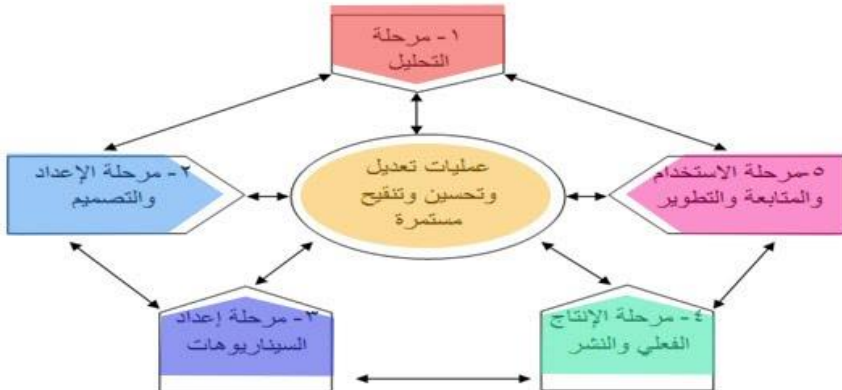 ١- مرحلة
التحليل
٢- مرحلة الإعداد
والتصميم
عمليات تعديل
وتحسين وتنقيح
مستمرة
٥-مرحلة الاستخدام
والمتابعة والتطوير
٣- مرحلة إعداد
السيناريوهات
٤- مرحلة الإنتاج
الفعلي والنشر